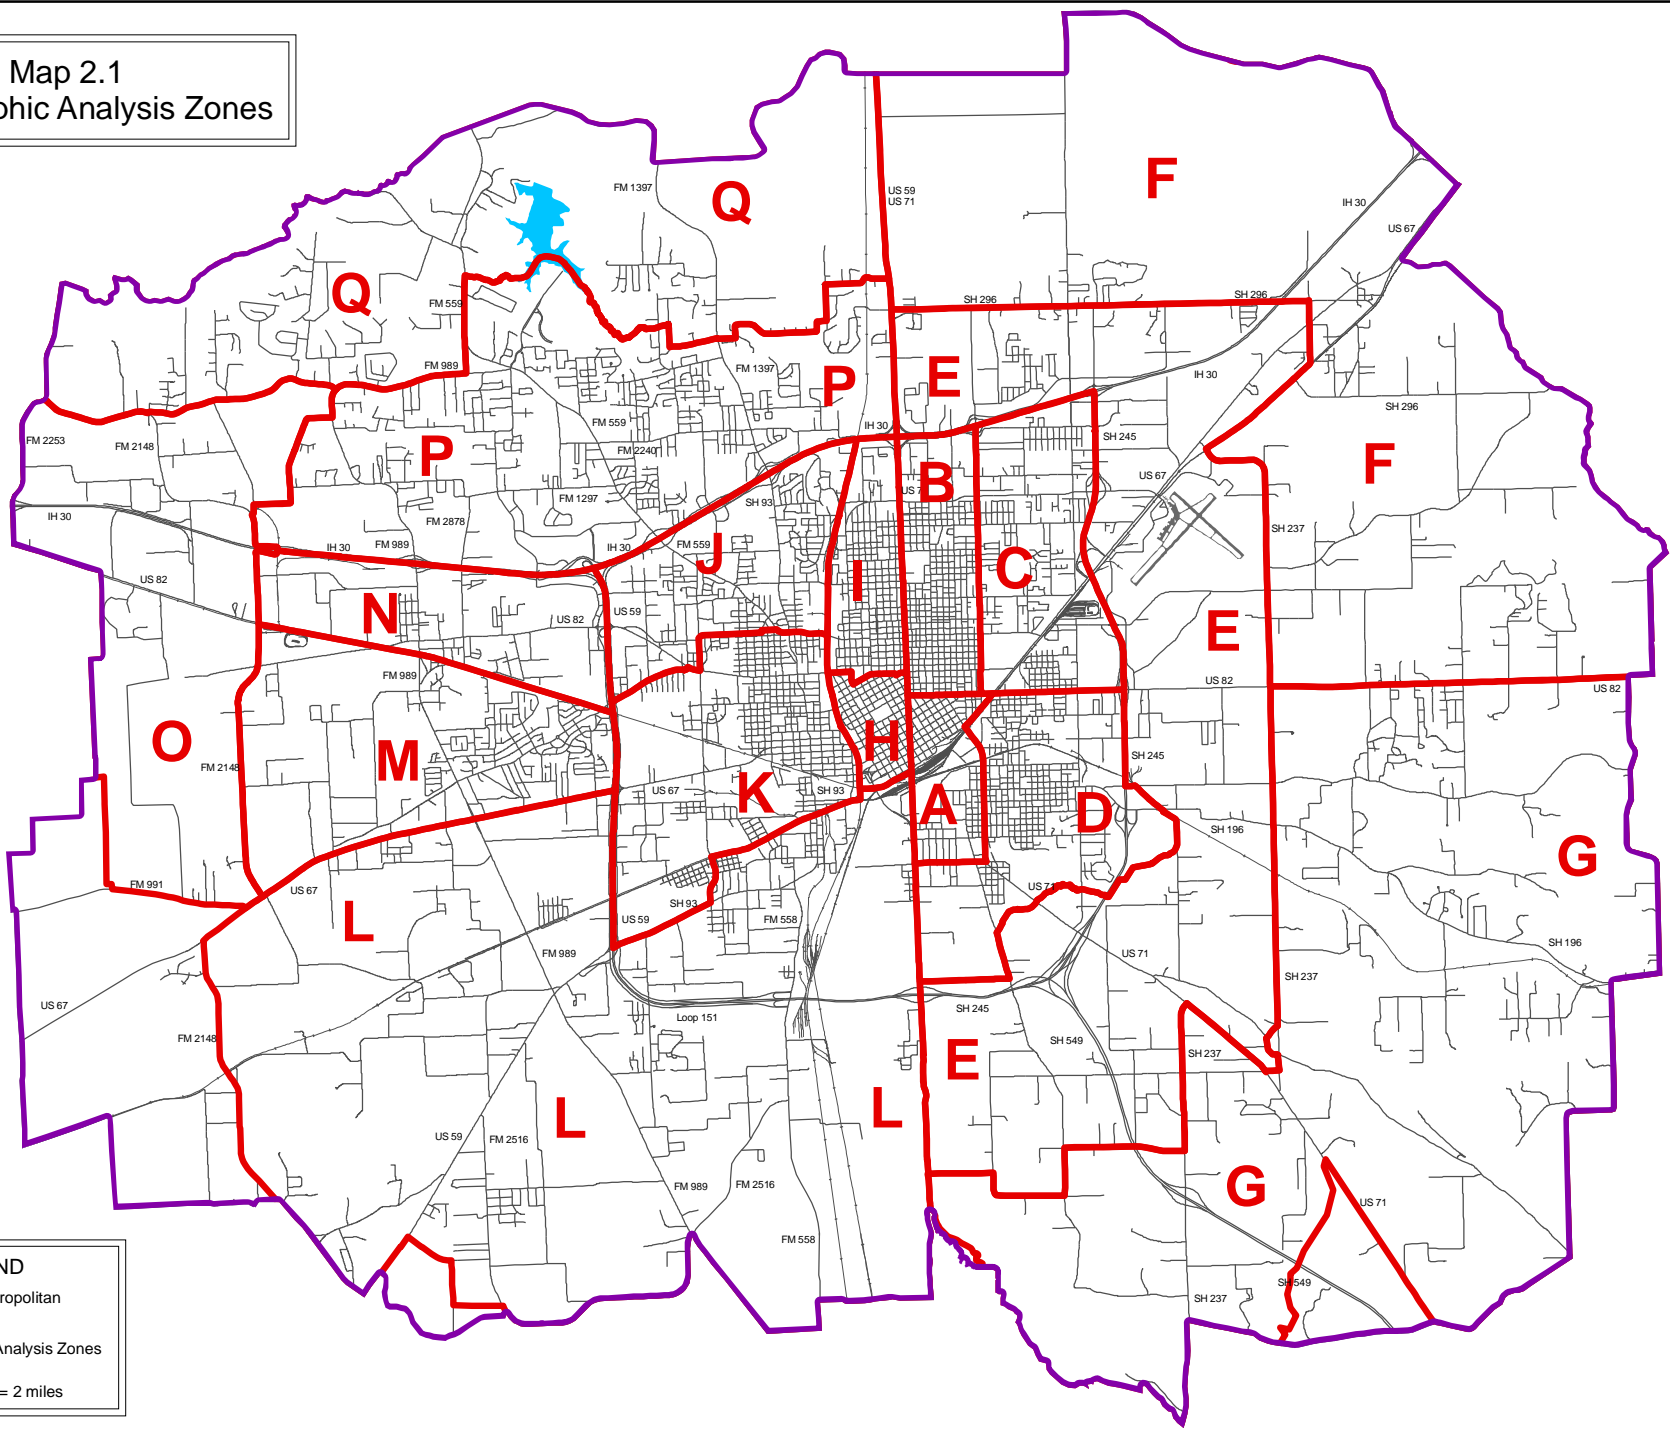 Map 2.1
phic Analysis Zones
F
Q
FM 1397
US 59
US 71
IH 30
US 67
Q
FM 559
SH 296
SH 296
FM 989
FM 1397
P
E
IH 30
SH 296
FM 559
IH 30
FM 2253
FM 2148
P
FM 2240
SH 245
F
B
US 67
FM 1297
SH 93
US 7
IH 30
FM 2878
SH 237
IH 30
FM 989
IH 30
FM 559
J
I
C
US 82
N
US 59
US 82
E
FM 989
US 82
US 82
O
M
FM 2148
H
SH 245
US 67
K
SH 93
A
D
SH 196
G
FM 991
US 67
US 71
L
US 59
SH 93
FM 558
SH 196
FM 989
US 71
SH 237
US 67
Loop 151
SH 245
FM 2148
SH 549
SH 237
E
L
L
US 59
FM 2516
FM 989
FM 2516
G
US 71
FM 558
SH 549
SH 237
ND
ropolitan
Analysis Zones
= 2 miles